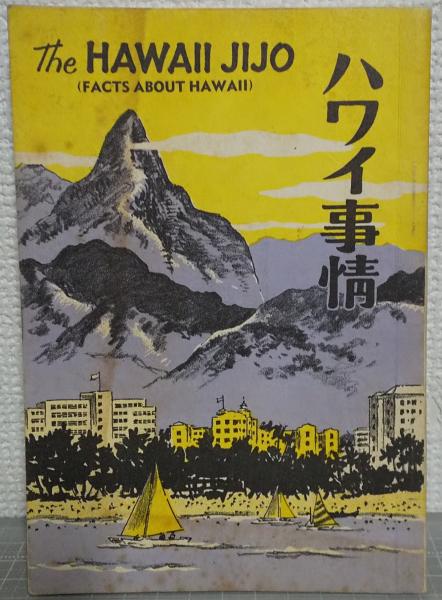 The HAWAII JIJO
(FACTS ABOUT HAWAII)
ハワイ事情